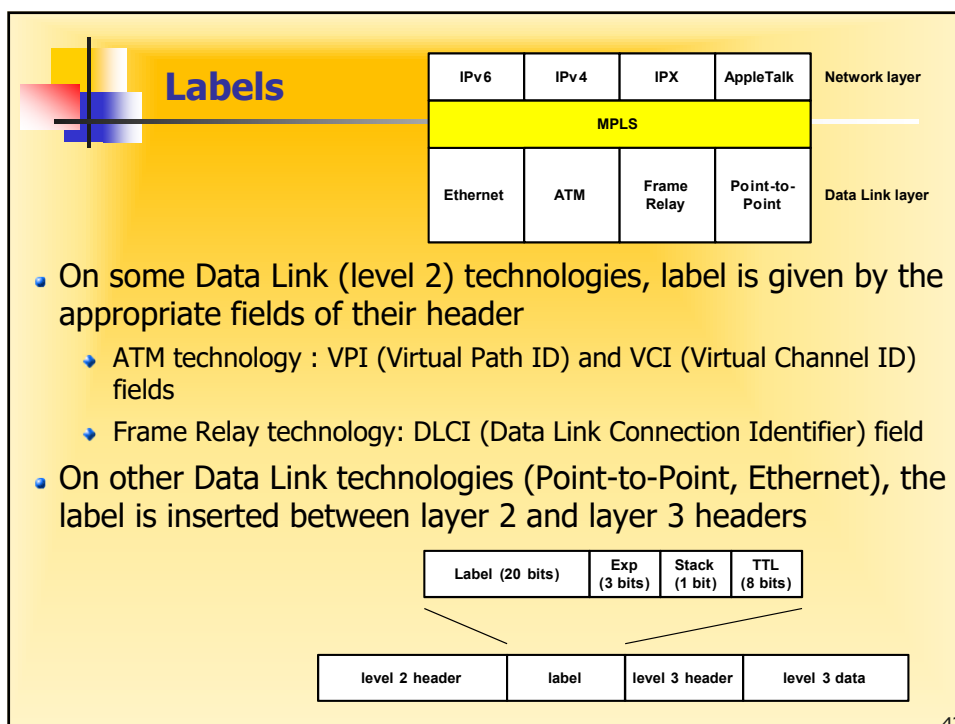 Labels
IPv6 IPv4 IPX AppleTalk Network layer
MPLS
Ethernet ATM Frame Relay Point-to-Point Data Link layer
On some Data Link (level 2) technologies, label is given by the
appropriate fields of their header
ATM technology : VPI (Virtual Path ID) and VCI (Virtual Channel ID)
fields
Frame Relay technology: DLCI (Data Link Connection Identifier) field
On other Data Link technologies (Point-to-Point, Ethernet), the
label is inserted between layer 2 and layer 3 headers
Label (20 bits) Exp (3 bits) Stack (1 bit) TTL (8 bits)
level 2 header label level 3 header level 3 data